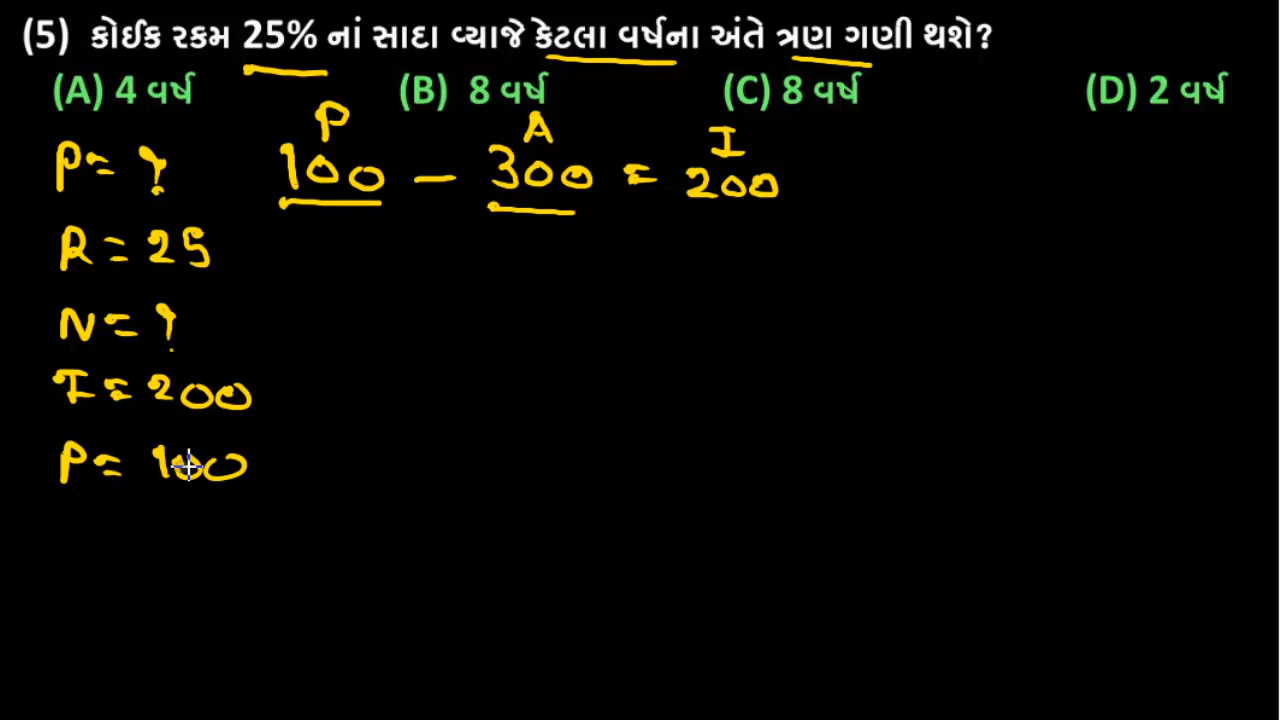 (5) કોઈક રકમ 25% નાં સાદા વ્યાજે કેટલા વર્ષના અંતે ત્રણ ગણી થશે?
(A) 4 વર્ષ (B) 8 વર્ષ (C) 8 વર્ષ (D) 2 વર્ષ
P A I
P = ? 100 - 300 = 200
R = 25
N = ?
I = 200
P = 100